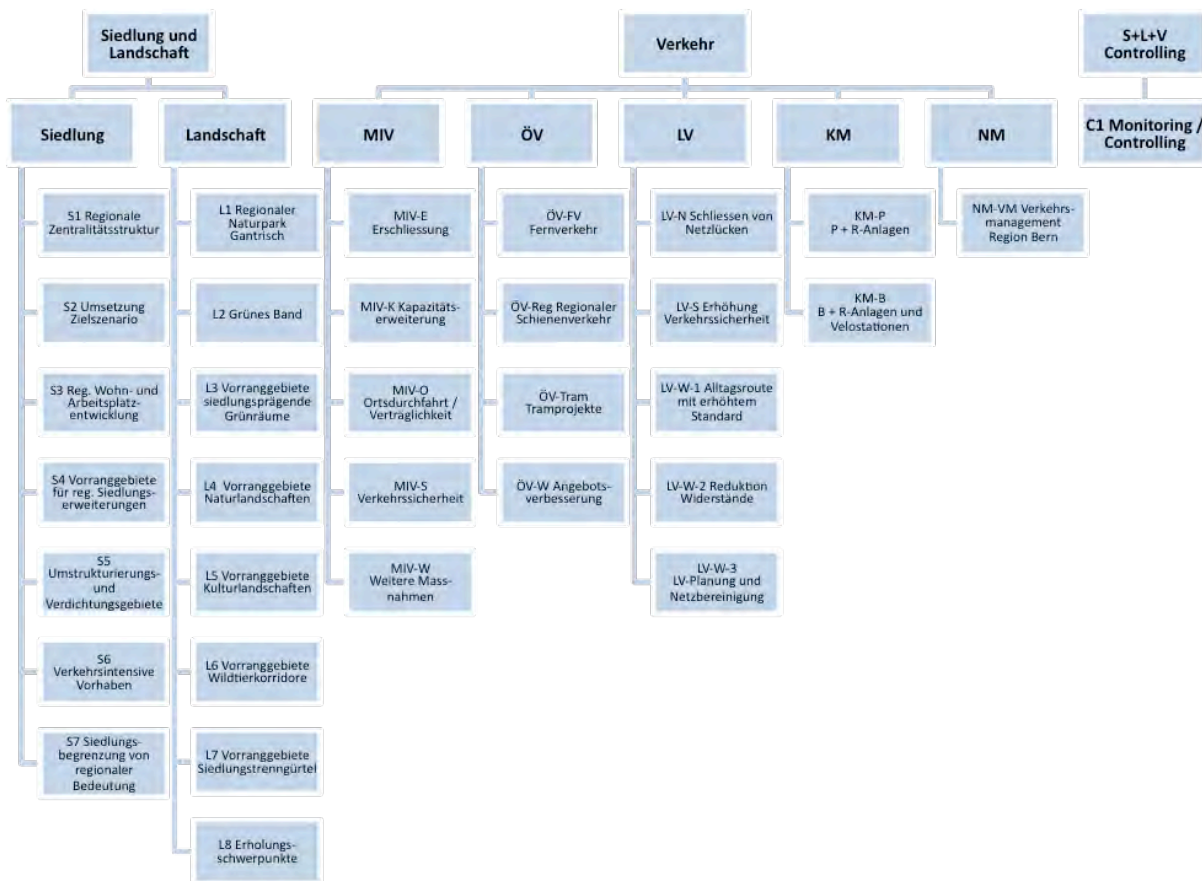 Siedlung und
Landschaft
Verkehr
S+L+V
Controlling
Siedlung
Landschaft
MIV
ÖV
LV
KM
NM
C1 Monitoring /
Controlling
S1 Regionale
Zentralitätsstruktur
S2 Umsetzung
Zielszenario
S3 Reg. Wohn- und
Arbeitsplatz-
entwicklung
S4 Vorranggebiete
für reg. Siedlungs-
erweiterungen
S5
Umstrukturierungs-
und
Verdichtungsgebiete
S6
Verkehrsintensive
Vorhaben
S7 Siedlungs-
begrenzung von
regionaler
Bedeutung
L1 Regionaler
Naturpark
Gantrisch
L2 Grünes Band
L3 Vorranggebiete
siedlungsprägende
Grünräume
L4 Vorranggebiete
Naturlandschaften
L5 Vorranggebiete
Kulturlandschaften
L6 Vorranggebiete
Wildtierkorridore
L7 Vorranggebiete
Siedlungstrenngürtel
L8 Erholungs-
schwerpunkte
MIV-E
Erschliessung
MIV-K Kapazitäts-
erweiterung
MIV-O
Ortsdurchfahrt /
Verträglichkeit
MIV-S
Verkehrssicherheit
MIV-W
Weitere Mass-
nahmen
ÖV-FV
Fernverkehr
ÖV-Reg Regionaler
Schienenverkehr
ÖV-Tram
Tramprojekte
ÖV-W Angebots-
verbesserung
LV-N Schliessen von
Netzlücken
LV-S Erhöhung
Verkehrssicherheit
LV-W-1 Alltagsroute
mit erhöhtem
Standard
LV-W-2 Reduktion
Widerstände
LV-W-3
LV-Planung und
Netzbereinigung
KM-P
P + R-Anlagen
KM-B
B + R-Anlagen und
Velostationen
NM-VM Verkehrs-
management
Region Bern